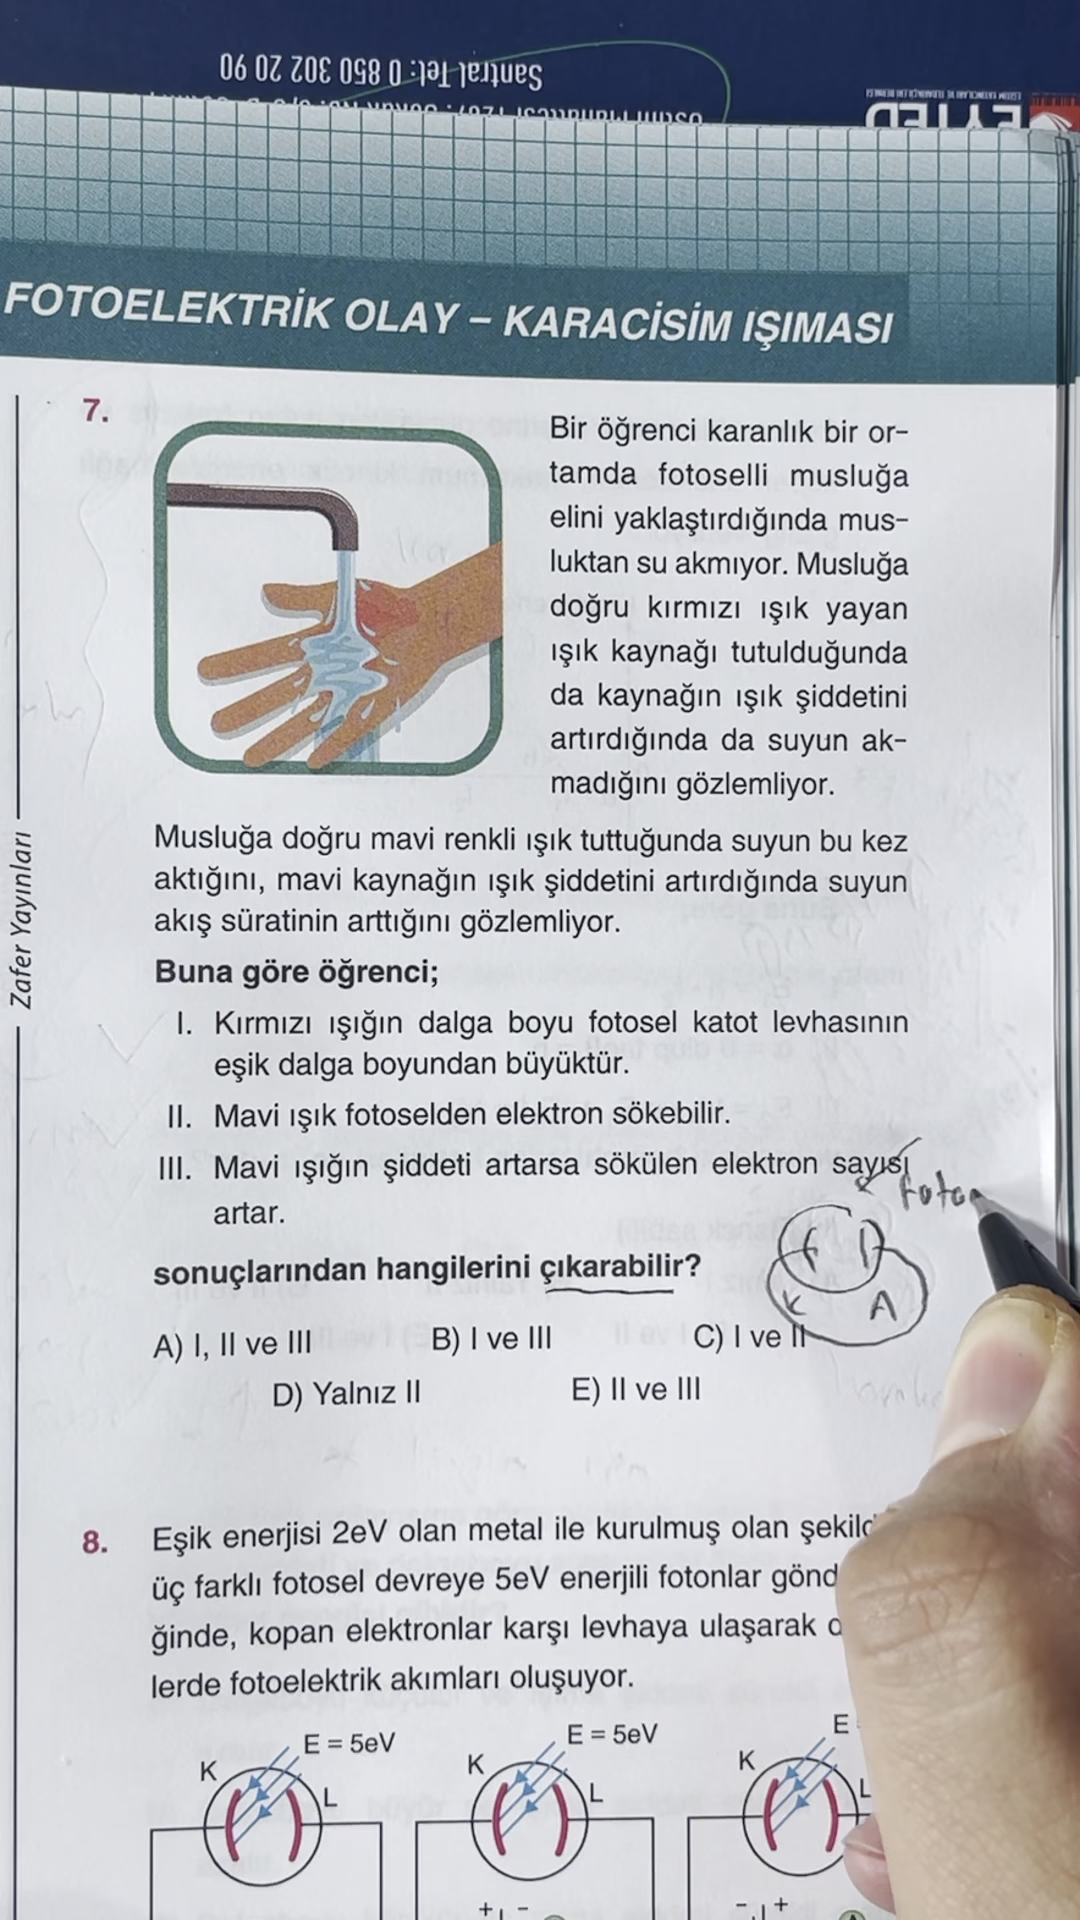 Santral Tel: 0 850 302 20 90
FOTOELEKTRİK OLAY – KARACİSİM IŞIMASI
Zafer Yayınları
7.
Bir öğrenci karanlık bir or-
tamda fotoselli musluğa
elini yaklaştırdığında mus-
luktan su akmıyor. Musluğa
doğru kırmızı ışık yayan
ışık kaynağı tutulduğunda
da kaynağın ışık şiddetini
artırdığında da suyun ak-
madığını gözlemliyor.
Musluğa doğru mavi renkli ışık tuttuğunda suyun bu kez
aktığını, mavi kaynağın ışık şiddetini artırdığında suyun
akış süratinin arttığını gözlemliyor.
Buna göre öğrenci;
I. Kırmızı ışığın dalga boyu fotosel katot levhasının
eşik dalga boyundan büyüktür.
II. Mavi ışık fotoselden elektron sökebilir.
III. Mavi ışığın şiddeti artarsa sökülen elektron sayısı
artar.
sonuçlarından hangilerini çıkarabilir?
K A
A) I, II ve III B) I ve III C) I ve II
D) Yalnız II E) II ve III
8.
Eşik enerjisi 2eV olan metal ile kurulmuş olan
üç farklı fotosel devreye 5eV enerjili fotonlar
ğinde, kopan elektronlar karşı levhaya ulaşarak
lerde fotoelektrik akımları oluşuyor.
E = 5eV E = 5eV E
K L K L K L
+ - - +